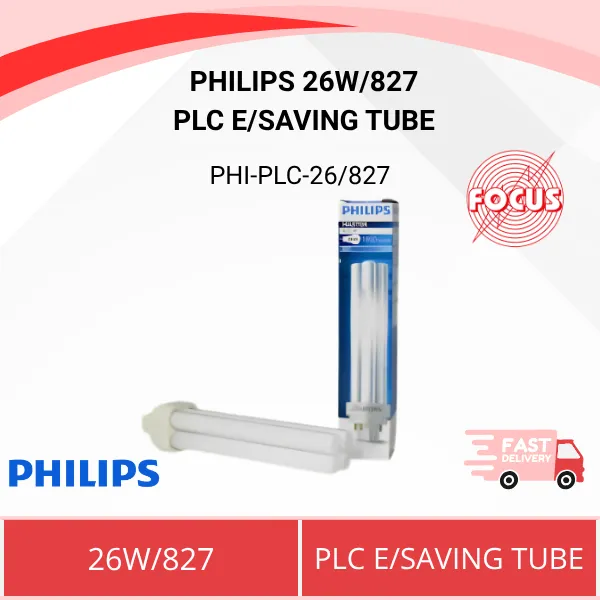 PHILIPS 26W/827
PLC E/SAVING TUBE
PHI-PLC-26/827
FOCUS
PHILIPS
PHILIPS
FAST
DELIVERY
PHILIPS
26W/827
PLC E/SAVING TUBE